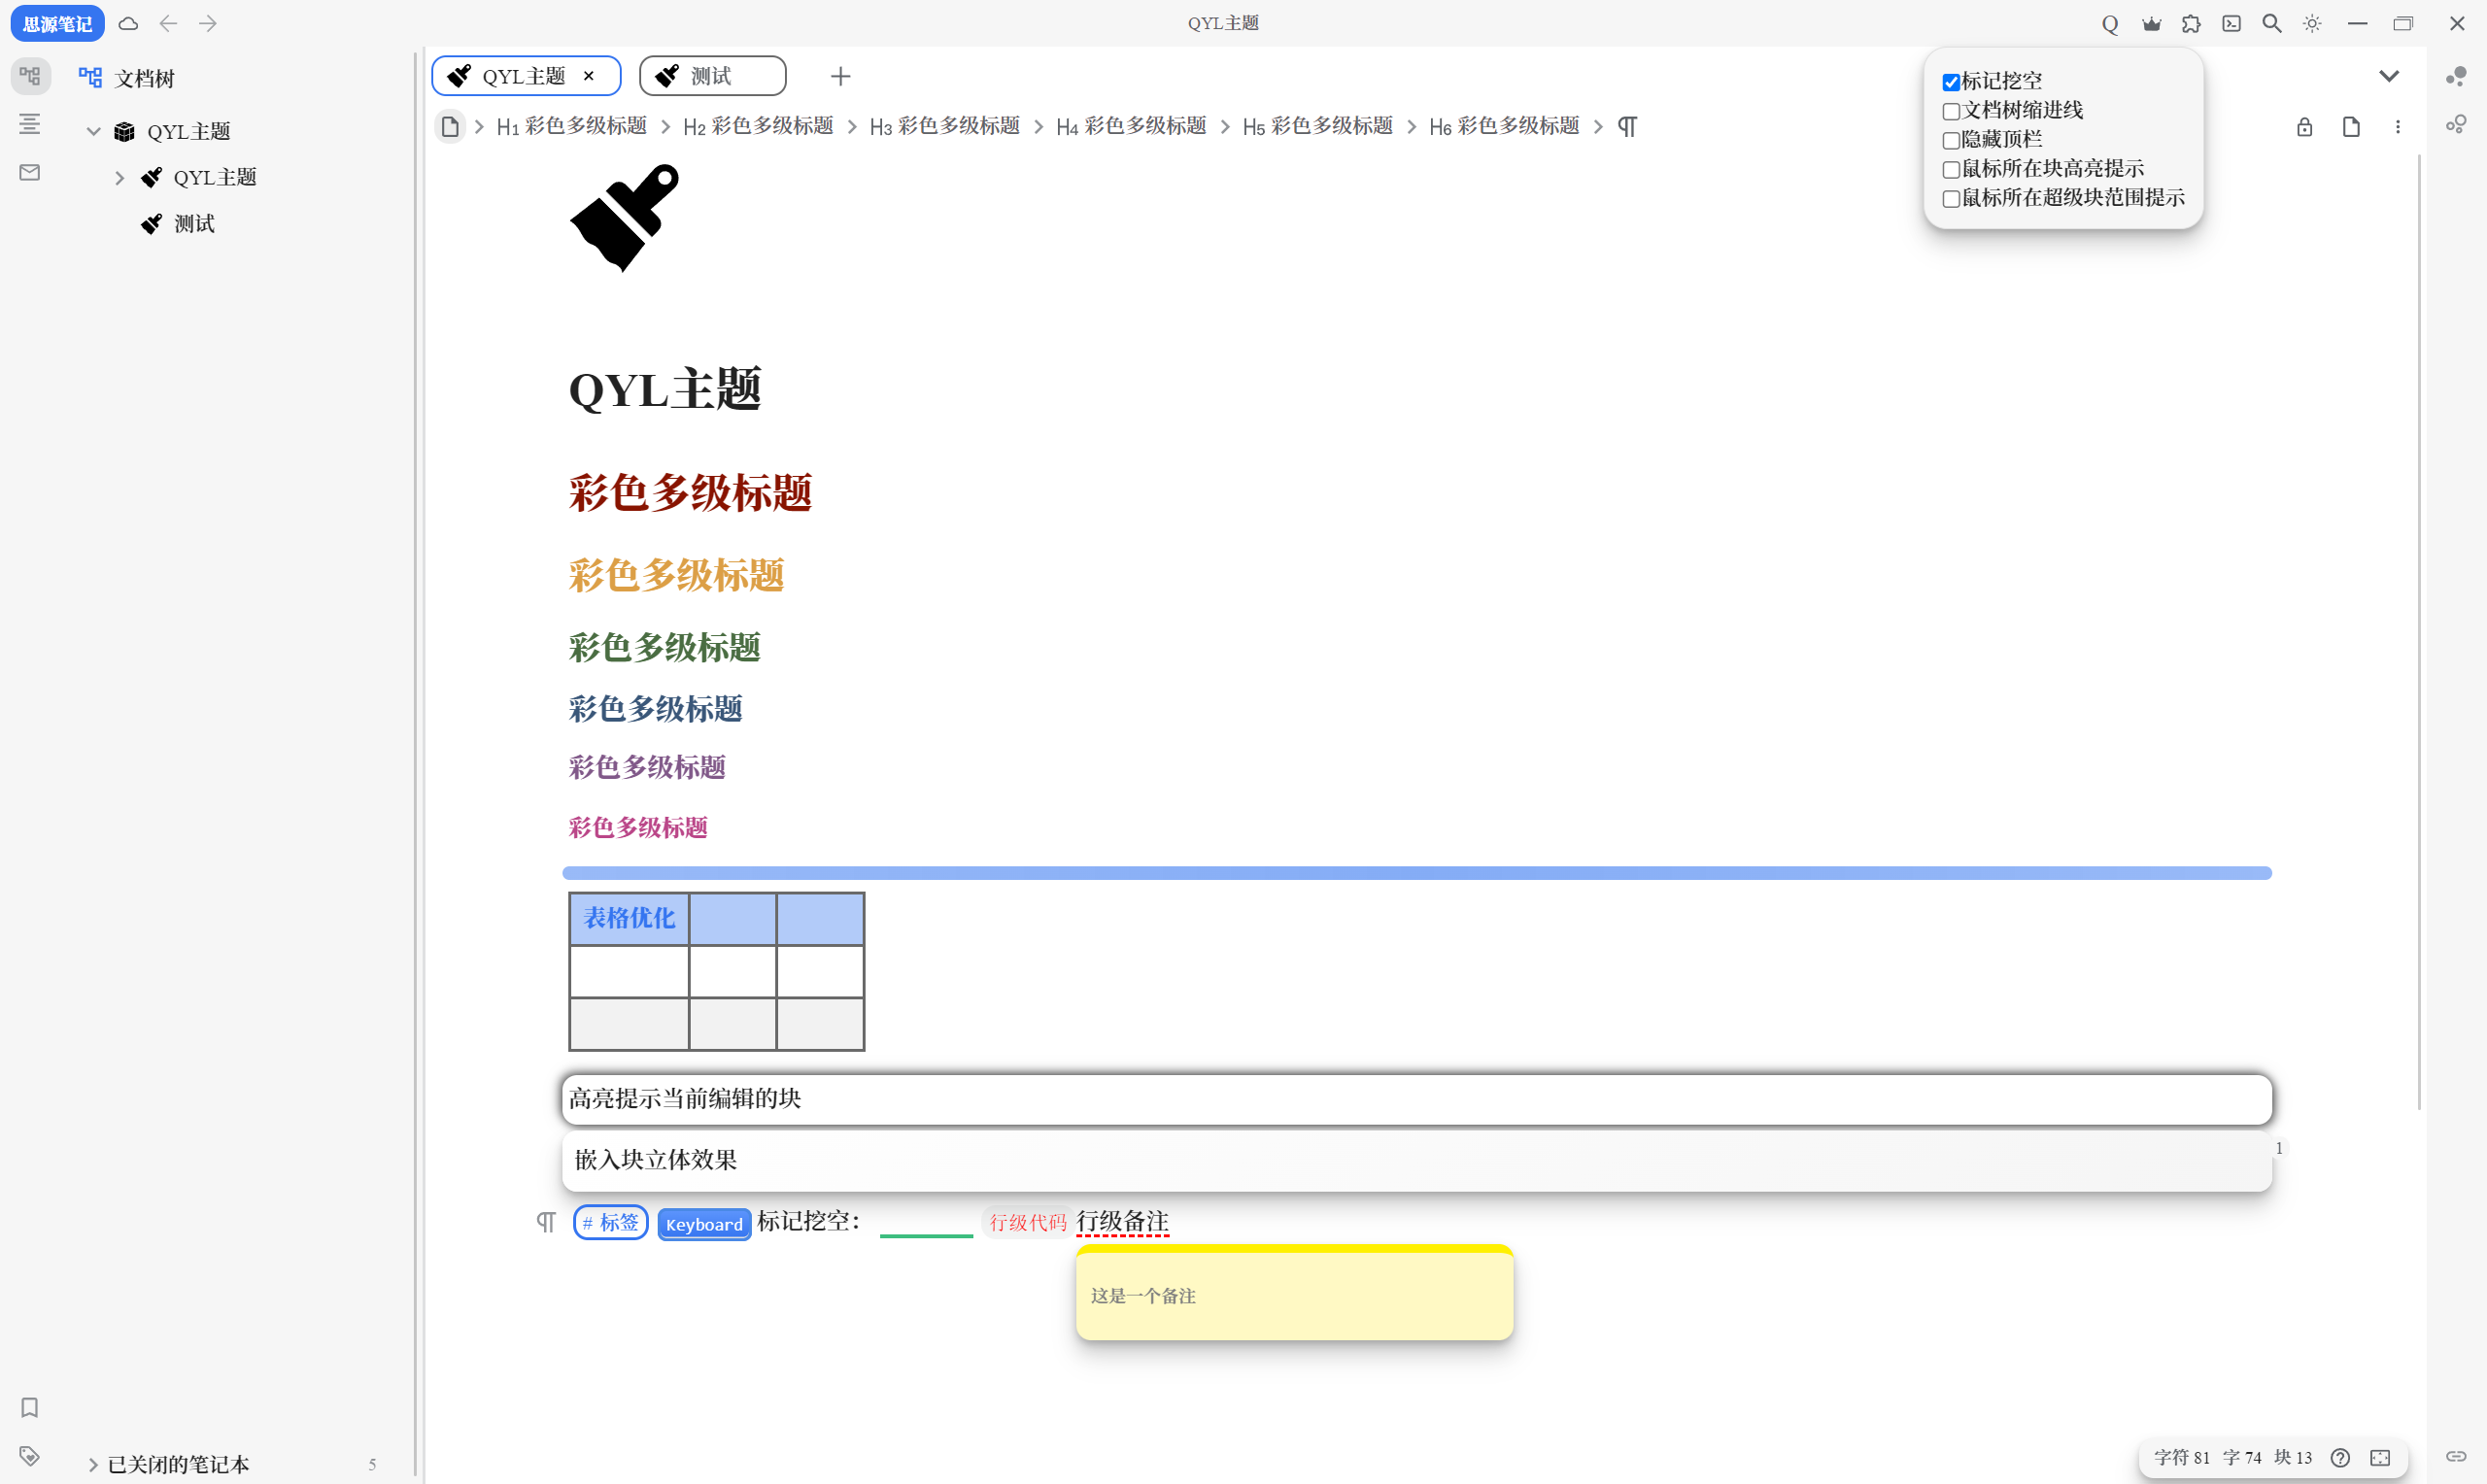 思源笔记
QYL主题
Q
文档树
QYL主题
QYL主题
测试
已关闭的笔记本 5
QYL主题
测试
H1 彩色多级标题 H2 彩色多级标题 H3 彩色多级标题 H4 彩色多级标题 H5 彩色多级标题 H6 彩色多级标题
标记挖空
文档树缩进线
隐藏顶栏
鼠标所在块高亮提示
鼠标所在超级块范围提示
QYL主题
彩色多级标题
彩色多级标题
彩色多级标题
彩色多级标题
彩色多级标题
彩色多级标题
表格优化
高亮提示当前编辑的块
嵌入块立体效果
1
# 标签 Keyboard 标记挖空： 行级代码 行级备注
这是一个备注
字符 81 字 74 块 13